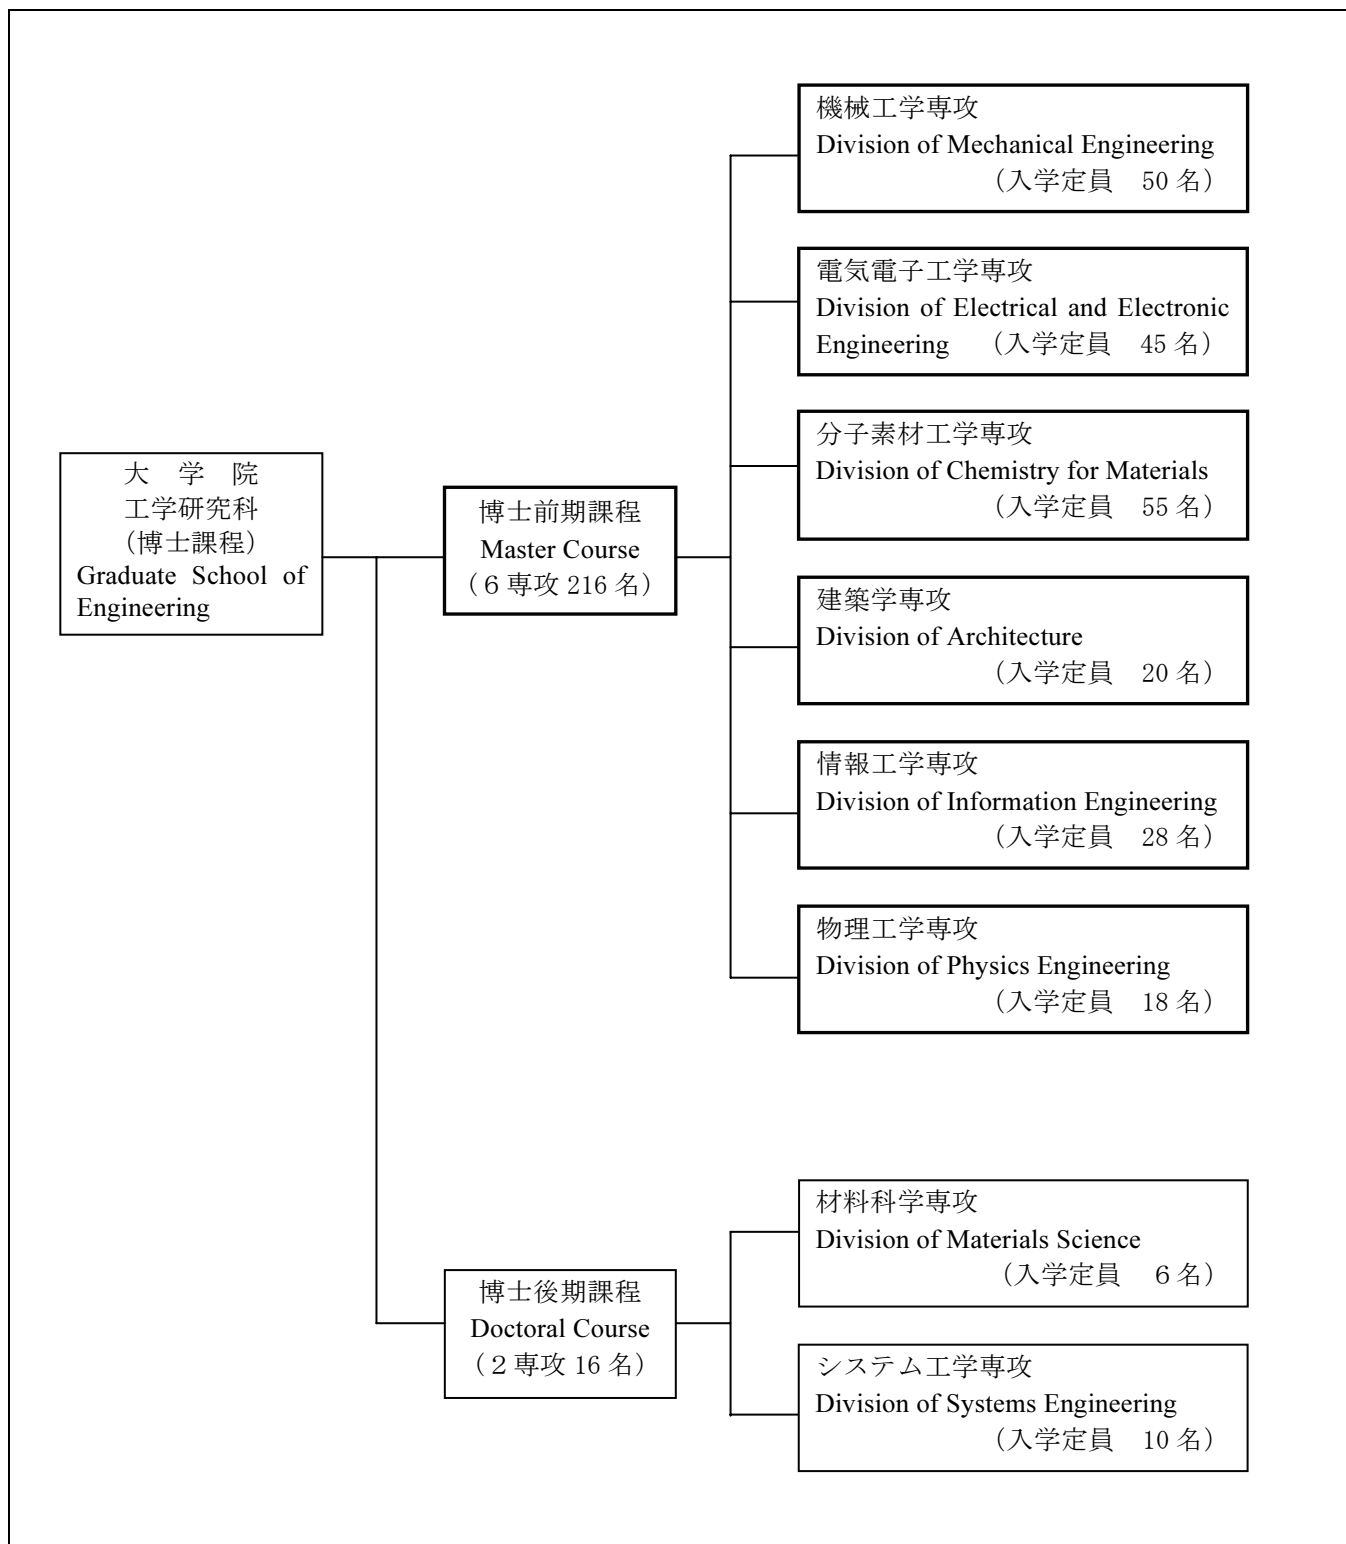 大 学 院
工学研究科
（博士課程）
Graduate School of
Engineering
博士前期課程
Master Course
（６専攻 216 名）
機械工学専攻
Division of Mechanical Engineering
（入学定員　50 名）
電気電子工学専攻
Division of Electrical and Electronic
Engineering　（入学定員　45 名）
分子素材工学専攻
Division of Chemistry for Materials
（入学定員　55 名）
建築学専攻
Division of Architecture
（入学定員　20 名）
情報工学専攻
Division of Information Engineering
（入学定員　28 名）
物理工学専攻
Division of Physics Engineering
（入学定員　18 名）
博士後期課程
Doctoral Course
（２専攻 16 名）
材料科学専攻
Division of Materials Science
（入学定員　６名）
システム工学専攻
Division of Systems Engineering
（入学定員　10 名）